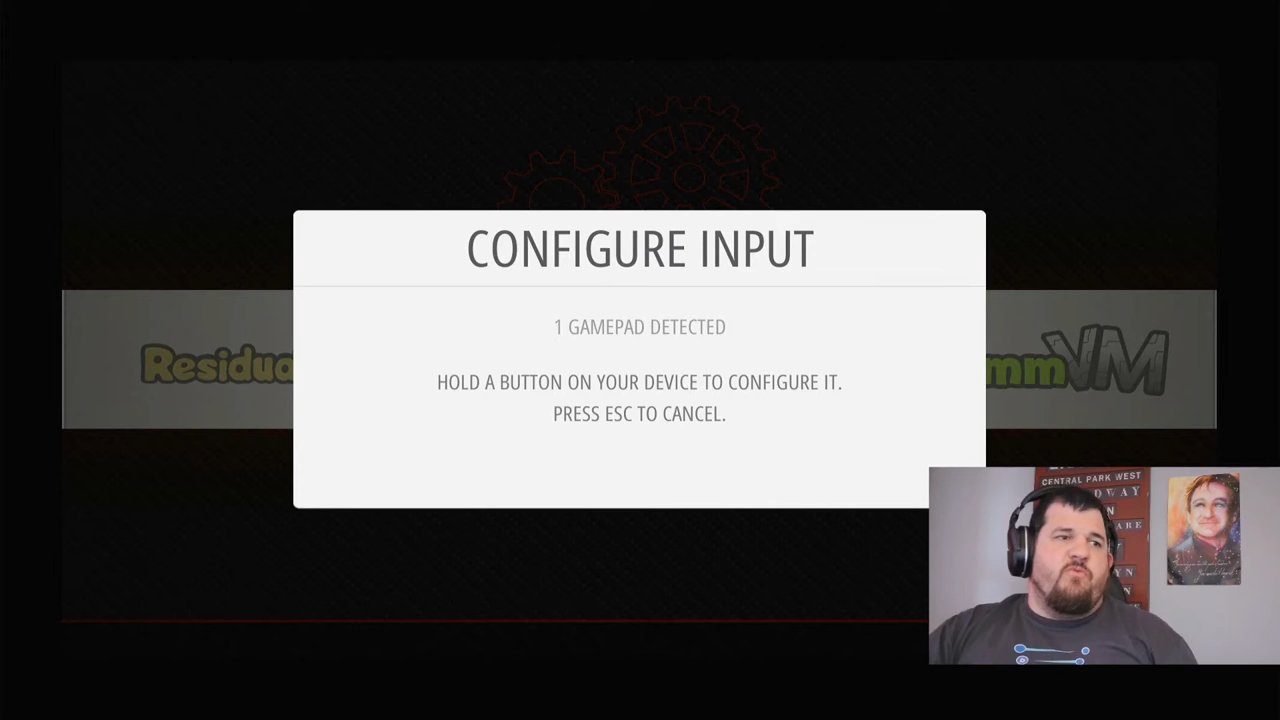 CONFIGURE INPUT
1 GAMEPAD DETECTED
HOLD A BUTTON ON YOUR DEVICE TO CONFIGURE IT.
PRESS ESC TO CANCEL.
Residua
mmVM
CENTRAL PARK WEST
DWAY